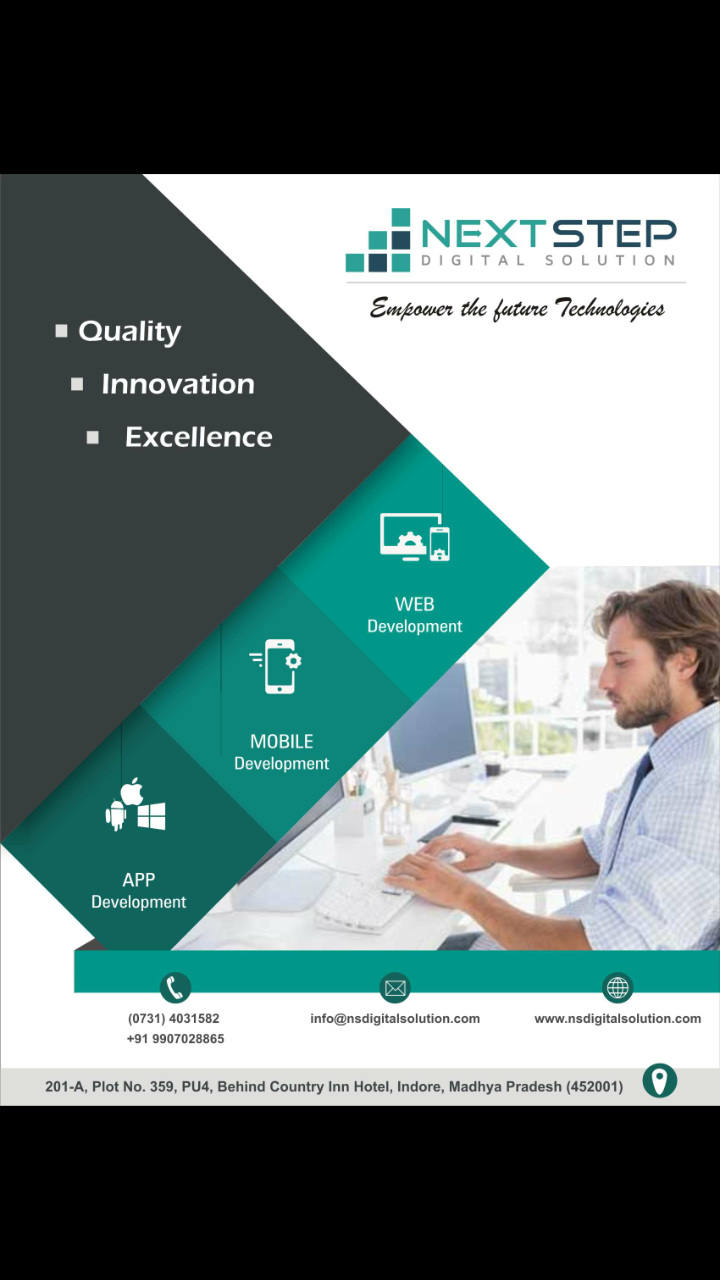 NEXTSTEP
DIGITAL SOLUTION
Empower the future Technologies
Quality
Innovation
Excellence
WEB
Development
MOBILE
Development
APP
Development
(0731) 4031582
+91 9907028865
info@nsdigitalsolution.com
www.nsdigitalsolution.com
201-A, Plot No. 359, PU4, Behind Country Inn Hotel, Indore, Madhya Pradesh (452001)